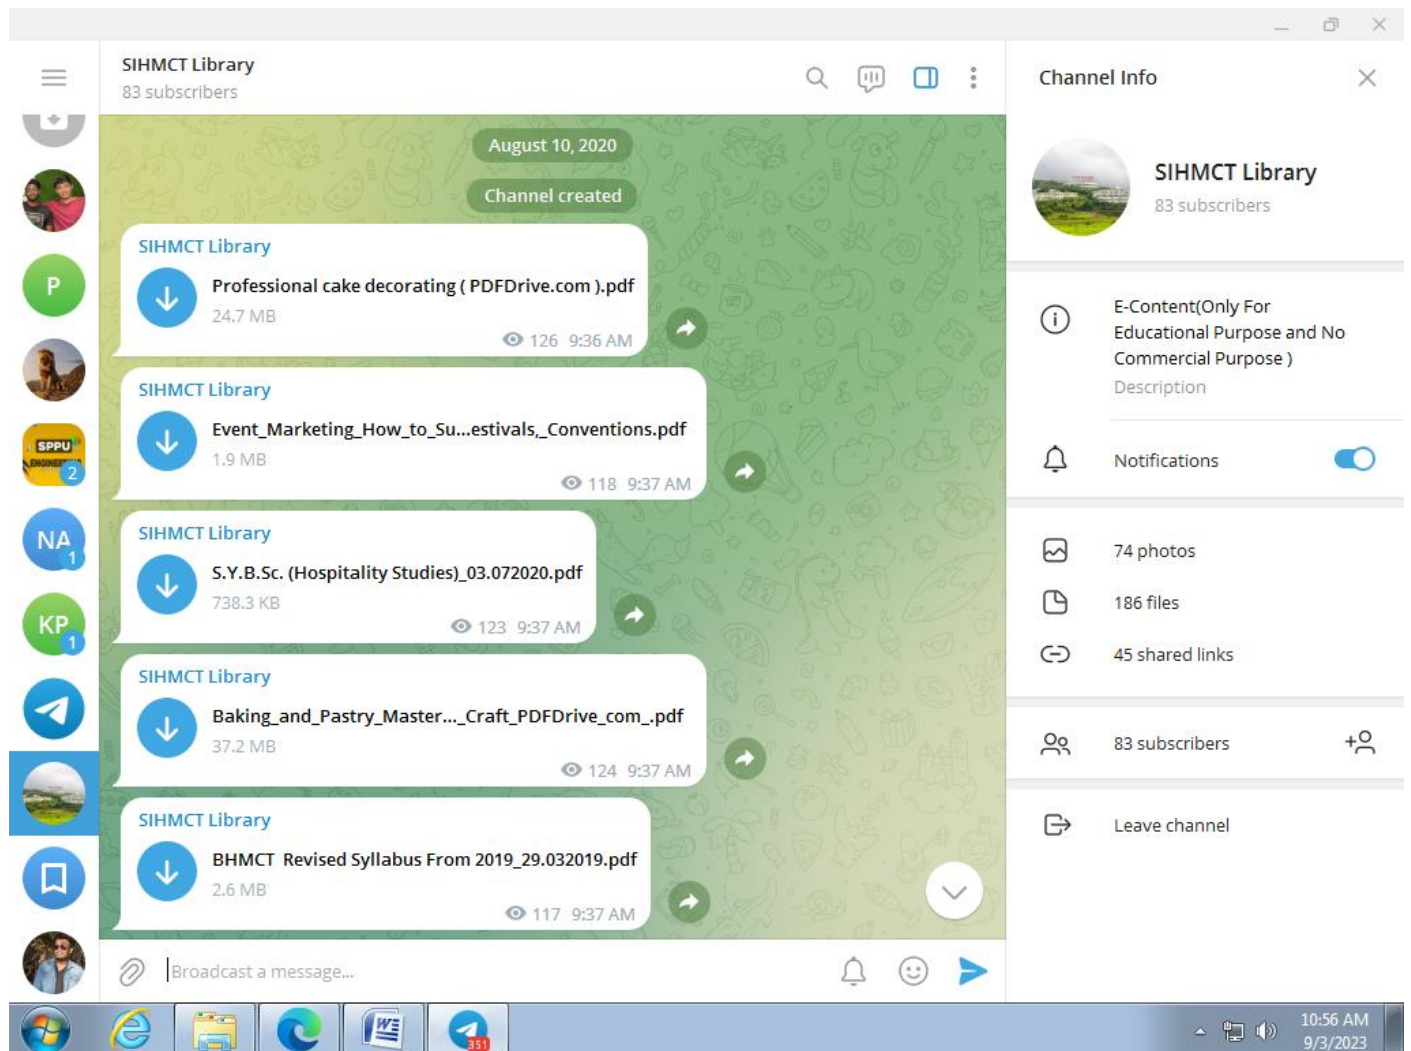 SIHMCT Library
83 subscribers
August 10, 2020
Channel created
SIHMCT Library
Professional cake decorating ( PDFDrive.com ).pdf
24.7 MB
126 9:36 AM
SIHMCT Library
Event_Marketing_How_to_Su...estivals,_Conventions.pdf
1.9 MB
118 9:37 AM
SIHMCT Library
S.Y.B.Sc. (Hospitality Studies)_03.072020.pdf
738.3 KB
123 9:37 AM
SIHMCT Library
Baking_and_Pastry_Master..._Craft_PDFDrive_com_.pdf
37.2 MB
124 9:37 AM
SIHMCT Library
BHMCT Revised Syllabus From 2019_29.032019.pdf
2.6 MB
117 9:37 AM
Broadcast a message...
P
SPPU
2
NA
1
KP
1
Channel Info
SIHMCT Library
83 subscribers
E-Content(Only For
Educational Purpose and No
Commercial Purpose )
Description
Notifications
74 photos
186 files
45 shared links
83 subscribers
Leave channel
351
10:56 AM
9/3/2023